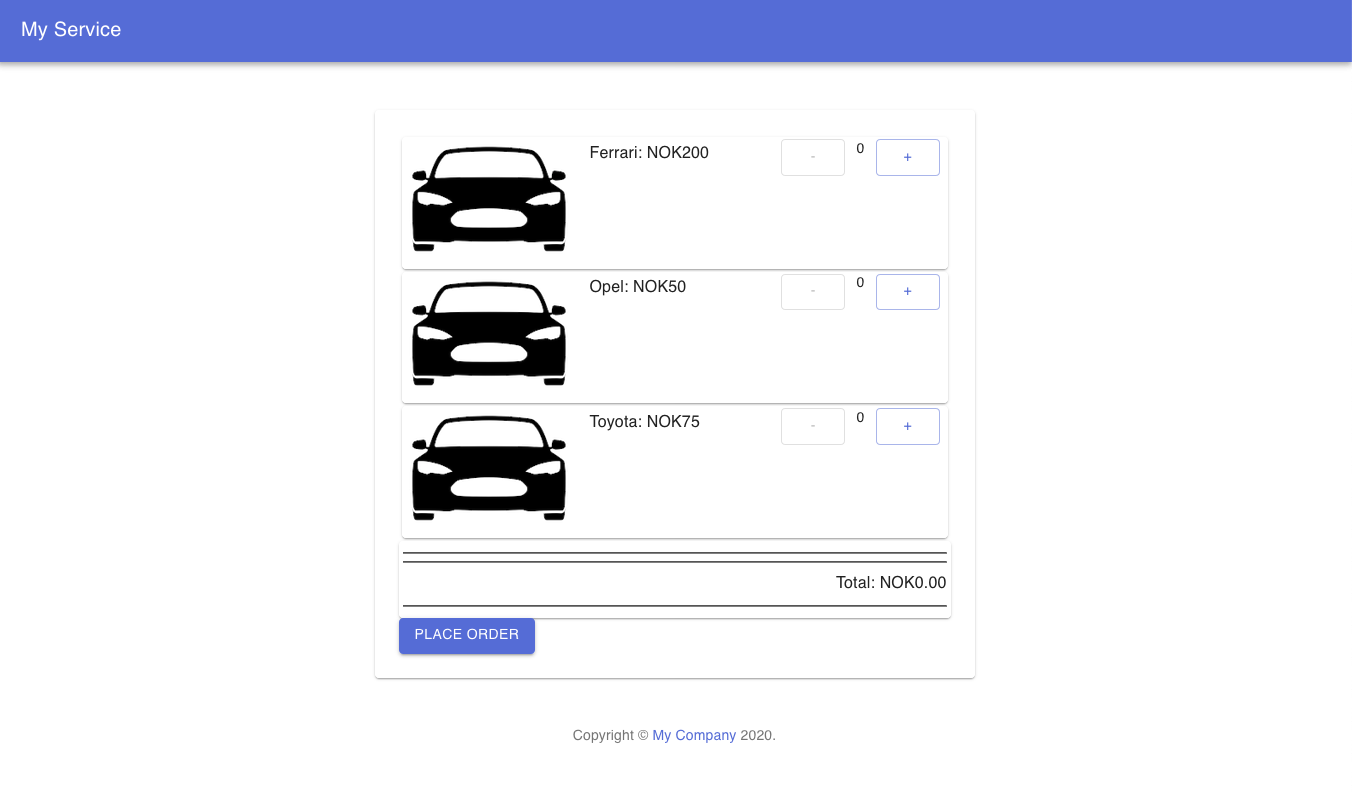 My Service
Ferrari: NOK200 - 0 +
Opel: NOK50 - 0 +
Toyota: NOK75 - 0 +
Total: NOK0.00
PLACE ORDER
Copyright © My Company 2020.